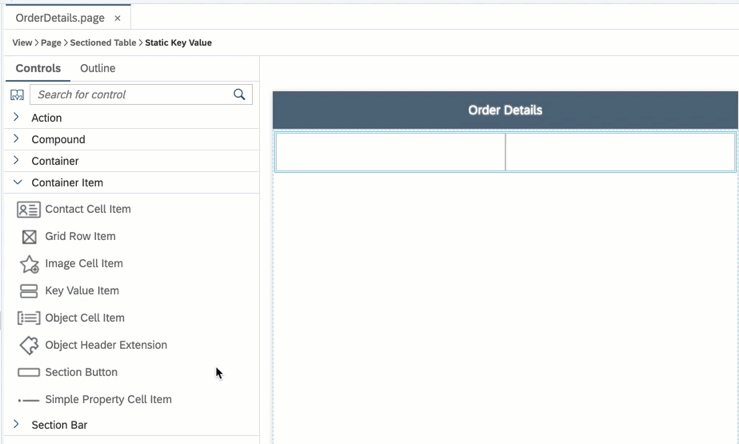 OrderDetails.page ×
View > Page > Sectioned Table > Static Key Value
Controls Outline
Search for control
Action
Compound
Container
Container Item
Contact Cell Item
Grid Row Item
Image Cell Item
Key Value Item
Object Cell Item
Object Header Extension
Section Button
Simple Property Cell Item
Section Bar
Order Details